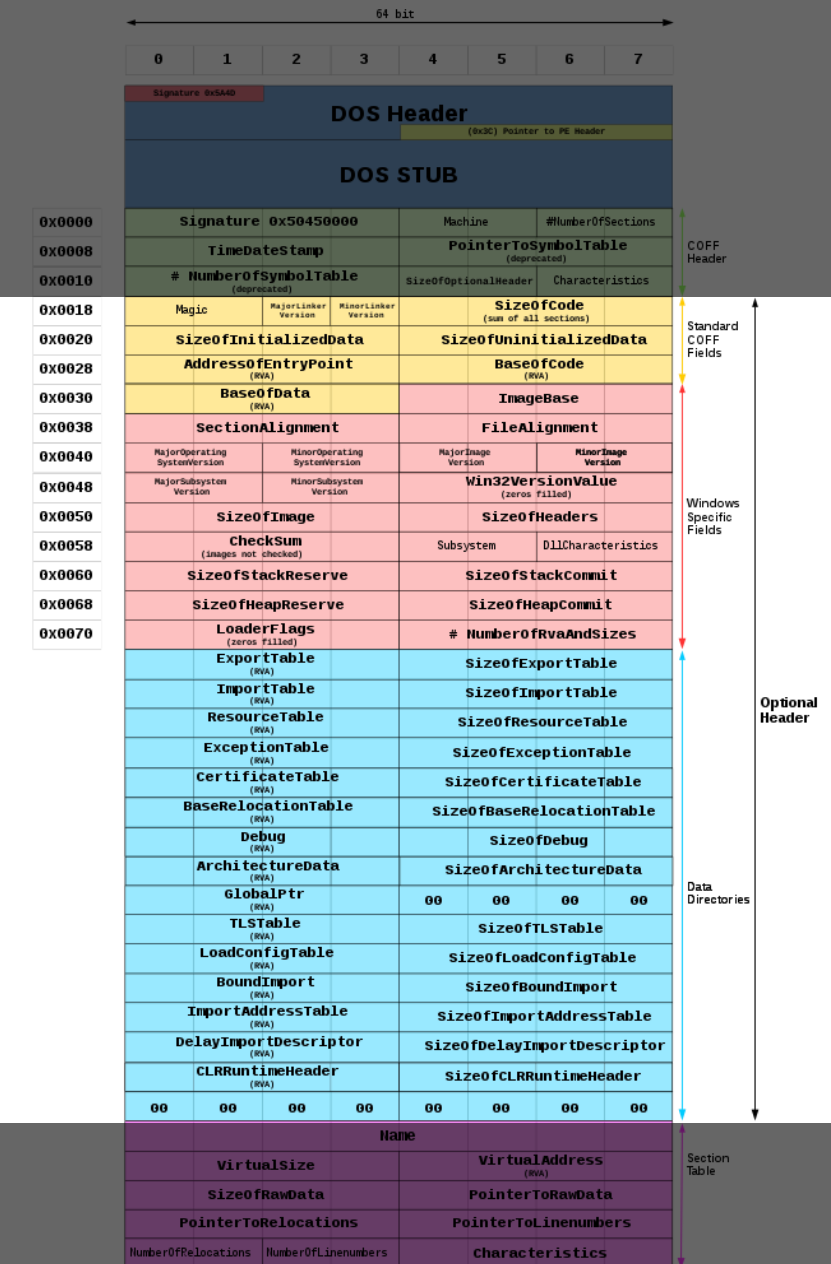 64 bit
0 1 2 3 4 5 6 7
Signature 0x5A4D
DOS Header
(0x3C) Pointer to PE Header
DOS STUB
0x0000 Signature 0x50450000 Machine #NumberOfSections
0x0008 TimeDateStamp PointerToSymbolTable
(deprecated)
COFF
Header
0x0010 # NumberOfSymbolTable
(deprecated)
SizeOfOptionalHeader Characteristics
0x0018 Magic MajorLinker
Version
MinorLinker
Version
SizeOfCode
(sum of all sections)
0x0020 SizeOfInitializedData SizeOfUninitializedData
Standard
COFF
Fields
0x0028 AddressOfEntryPoint
(RVA)
BaseOfCode
(RVA)
0x0030 BaseOfData
(RVA)
ImageBase
0x0038 SectionAlignment FileAlignment
0x0040 MajorOperating
SystemVersion
MinorOperating
SystemVersion
MajorImage
Version
MinorImage
Version
0x0048 MajorSubsystem
Version
MinorSubsystem
Version
Win32VersionValue
(zeros filled)
0x0050 SizeOfImage SizeOfHeaders
Windows
Specific
Fields
0x0058 CheckSum
(images not checked)
Subsystem DllCharacteristics
0x0060 SizeOfStackReserve SizeOfStackCommit
0x0068 SizeOfHeapReserve SizeOfHeapCommit
0x0070 LoaderFlags
(zeros filled)
# NumberOfRvaAndSizes
ExportTable
(RVA)
SizeOfExportTable
ImportTable
(RVA)
SizeOfImportTable
ResourceTable
(RVA)
SizeOfResourceTable
Optional
Header
ExceptionTable
(RVA)
SizeOfExceptionTable
CertificateTable
(RVA)
SizeOfCertificateTable
BaseRelocationTable
(RVA)
SizeOfBaseRelocationTable
Debug
(RVA)
SizeOfDebug
ArchitectureData
(RVA)
SizeOfArchitectureData
GlobalPtr
(RVA)
00 00 00 00
Data
Directories
TLSTable
(RVA)
SizeOfTLSTable
LoadConfigTable
(RVA)
SizeOfLoadConfigTable
BoundImport
(RVA)
SizeOfBoundImport
ImportAddressTable
(RVA)
SizeOfImportAddressTable
DelayImportDescriptor
(RVA)
SizeOfDelayImportDescriptor
CLRRuntimeHeader
(RVA)
SizeOfCLRRuntimeHeader
00 00 00 00 00 00 00 00
Name
VirtualSize VirtualAddress
(RVA)
Section
Table
SizeOfRawData PointerToRawData
PointerToRelocations PointerToLinenumbers
NumberOfRelocations NumberOfLinenumbers Characteristics